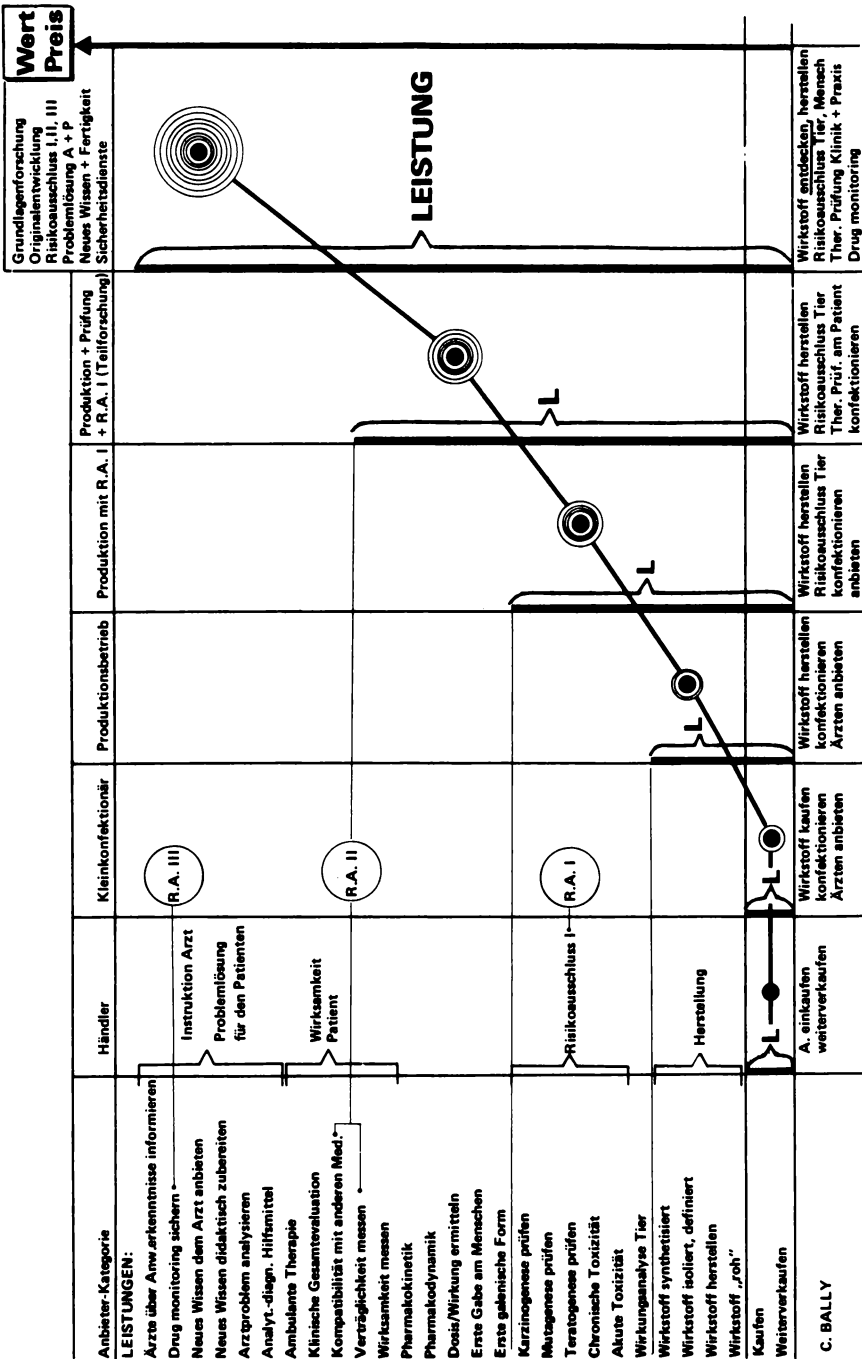 Anbieter-Kategorie
LEISTUNGEN:
Ärzte über Anw.erkenntnisse informieren
Drug monitoring sichern
Neues Wissen dem Arzt anbieten
Neues Wissen didaktisch zubereiten
Arztproblem analysieren
Analyt.-diagn. Hilfsmittel
Ambulante Therapie
Klinische Gesamtevaluation
Kompatibilität mit anderen Med.
Verträglichkeit messen
Wirksamkeit messen
Pharmakokinetik
Pharmakodynamik
Dosis/Wirkung ermitteln
Erste Gabe am Menschen
Erste galenische Form
Karzinogenese prüfen
Mutagenese prüfen
Teratogenese prüfen
Chronische Toxizität
Akute Toxizität
Wirkungsanalyse Tier
Wirkstoff synthetisiert
Wirkstoff isoliert, definiert
Wirkstoff herstellen
Wirkstoff „roh"
Kaufen
Weiterverkaufen
C. BALLY
Händler
Instruktion Arzt
Problemlösung
für den Patienten
Wirksamkeit
Patient
Risikoausschluss I
Herstellung
L
A. einkaufen
weiterverkaufen
Kleinkonfektionär
R.A. III
R.A. II
R.A. I
L
Wirkstoff kaufen
konfektionieren
Ärzten anbieten
Produktionsbetrieb
L
Wirkstoff herstellen
konfektionieren
Ärzten anbieten
Produktion mit R.A. I
L
Wirkstoff herstellen
Risikoausschluss Tier
konfektionieren
anbieten
Produktion + Prüfung
+ R.A. I (Teilforschung)
L
Wirkstoff herstellen
Risikoausschluss Tier
Ther. Prüf. am Patient
konfektionieren
Grundlagenforschung
Originalentwicklung
Risikoausschluss I, II, III
Problemlösung A + P
Neues Wissen + Fertigkeit
Sicherheitsdienste
LEISTUNG
Wirkstoff entdecken, herstellen
Risikoausschluss Tier, Mensch
Ther. Prüfung Klinik + Praxis
Drug monitoring
Wert
Preis